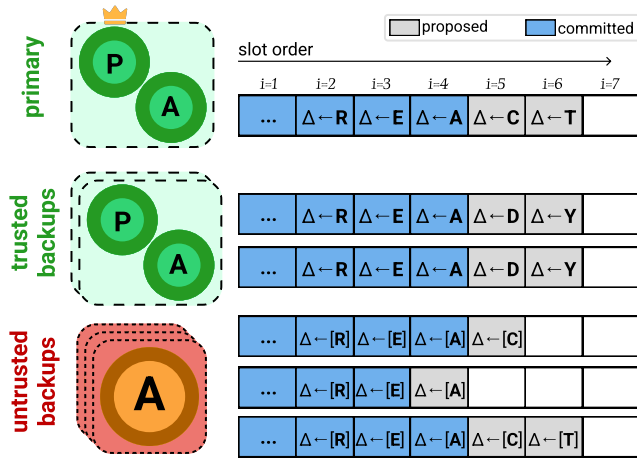 proposed committed
slot order
i=1 i=2 i=3 i=4 i=5 i=6 i=7
primary
P
A
... Δ←R Δ←E Δ←A Δ←C Δ←T
trusted
backups
P
A
... Δ←R Δ←E Δ←A Δ←D Δ←Y
... Δ←R Δ←E Δ←A Δ←D Δ←Y
untrusted
backups
A
... Δ←[R] Δ←[E] Δ←[A] Δ←[C]
... Δ←[R] Δ←[E] Δ←[A]
... Δ←[R] Δ←[E] Δ←[A] Δ←[C] Δ←[T]